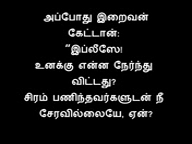 அப்போது இறைவன்
கேட்டான்:
“இப்லீஸே!
உனக்கு என்ன நேர்ந்து
விட்டது?
சிரம் பணிந்தவர்களுடன் நீ
சேரவில்லையே, ஏன்?